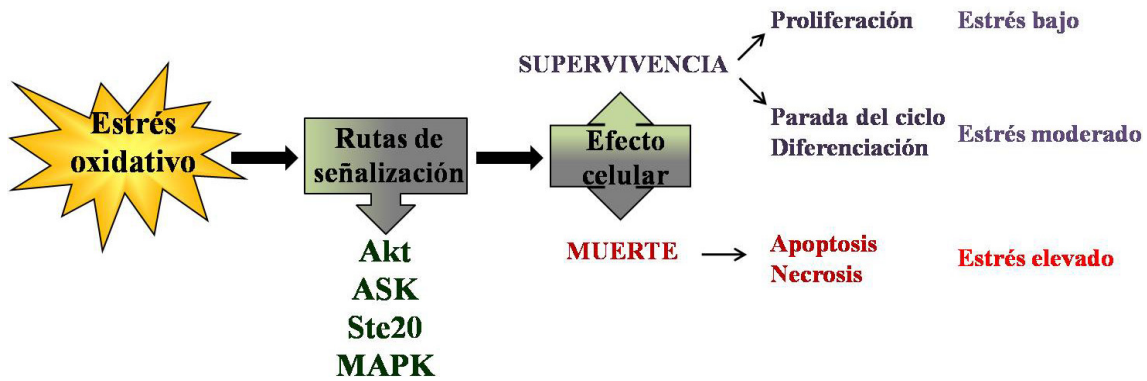 Estrés
oxidativo
Rutas de
señalización
Akt
ASK
Ste20
MAPK
Efecto
celular
SUPERVIVENCIA
Proliferación
Estrés bajo
Parada del ciclo
Diferenciación
Estrés moderado
MUERTE
Apoptosis
Necrosis
Estrés elevado